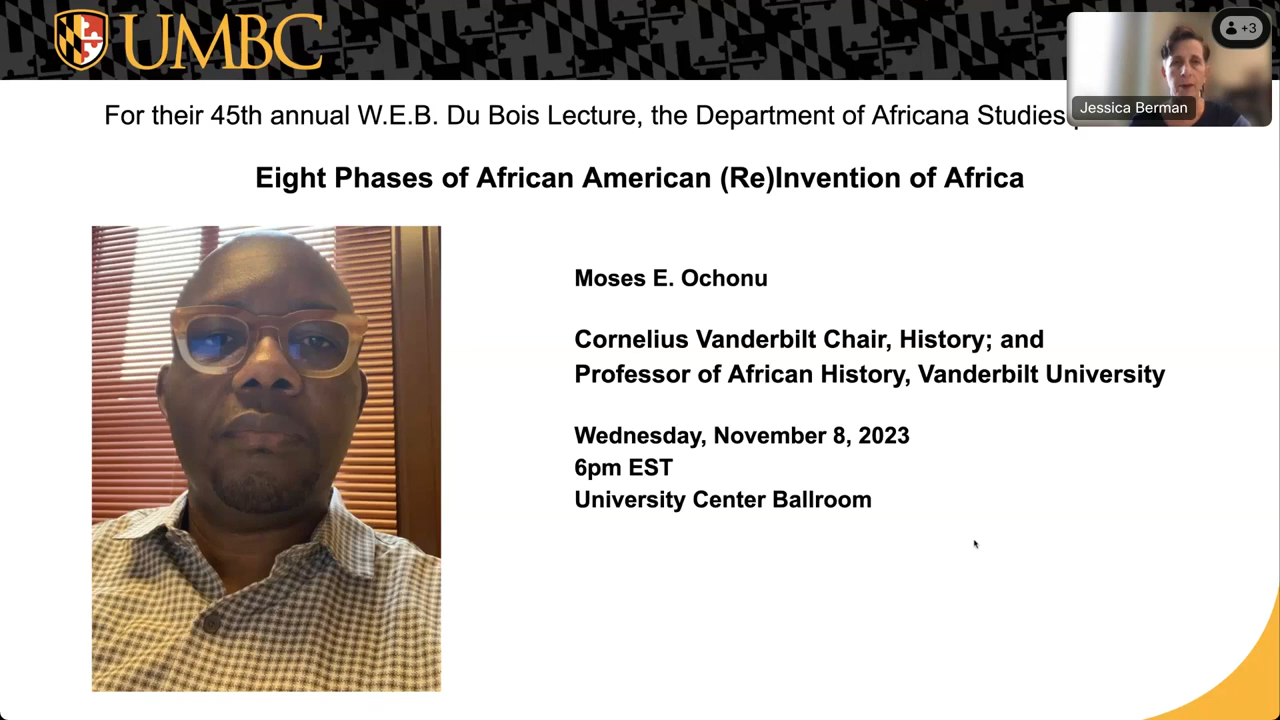 UMBC
+3
Jessica Berman
For their 45th annual W.E.B. Du Bois Lecture, the Department of Africana Studies
Eight Phases of African American (Re)Invention of Africa
Moses E. Ochonu
Cornelius Vanderbilt Chair, History; and
Professor of African History, Vanderbilt University
Wednesday, November 8, 2023
6pm EST
University Center Ballroom